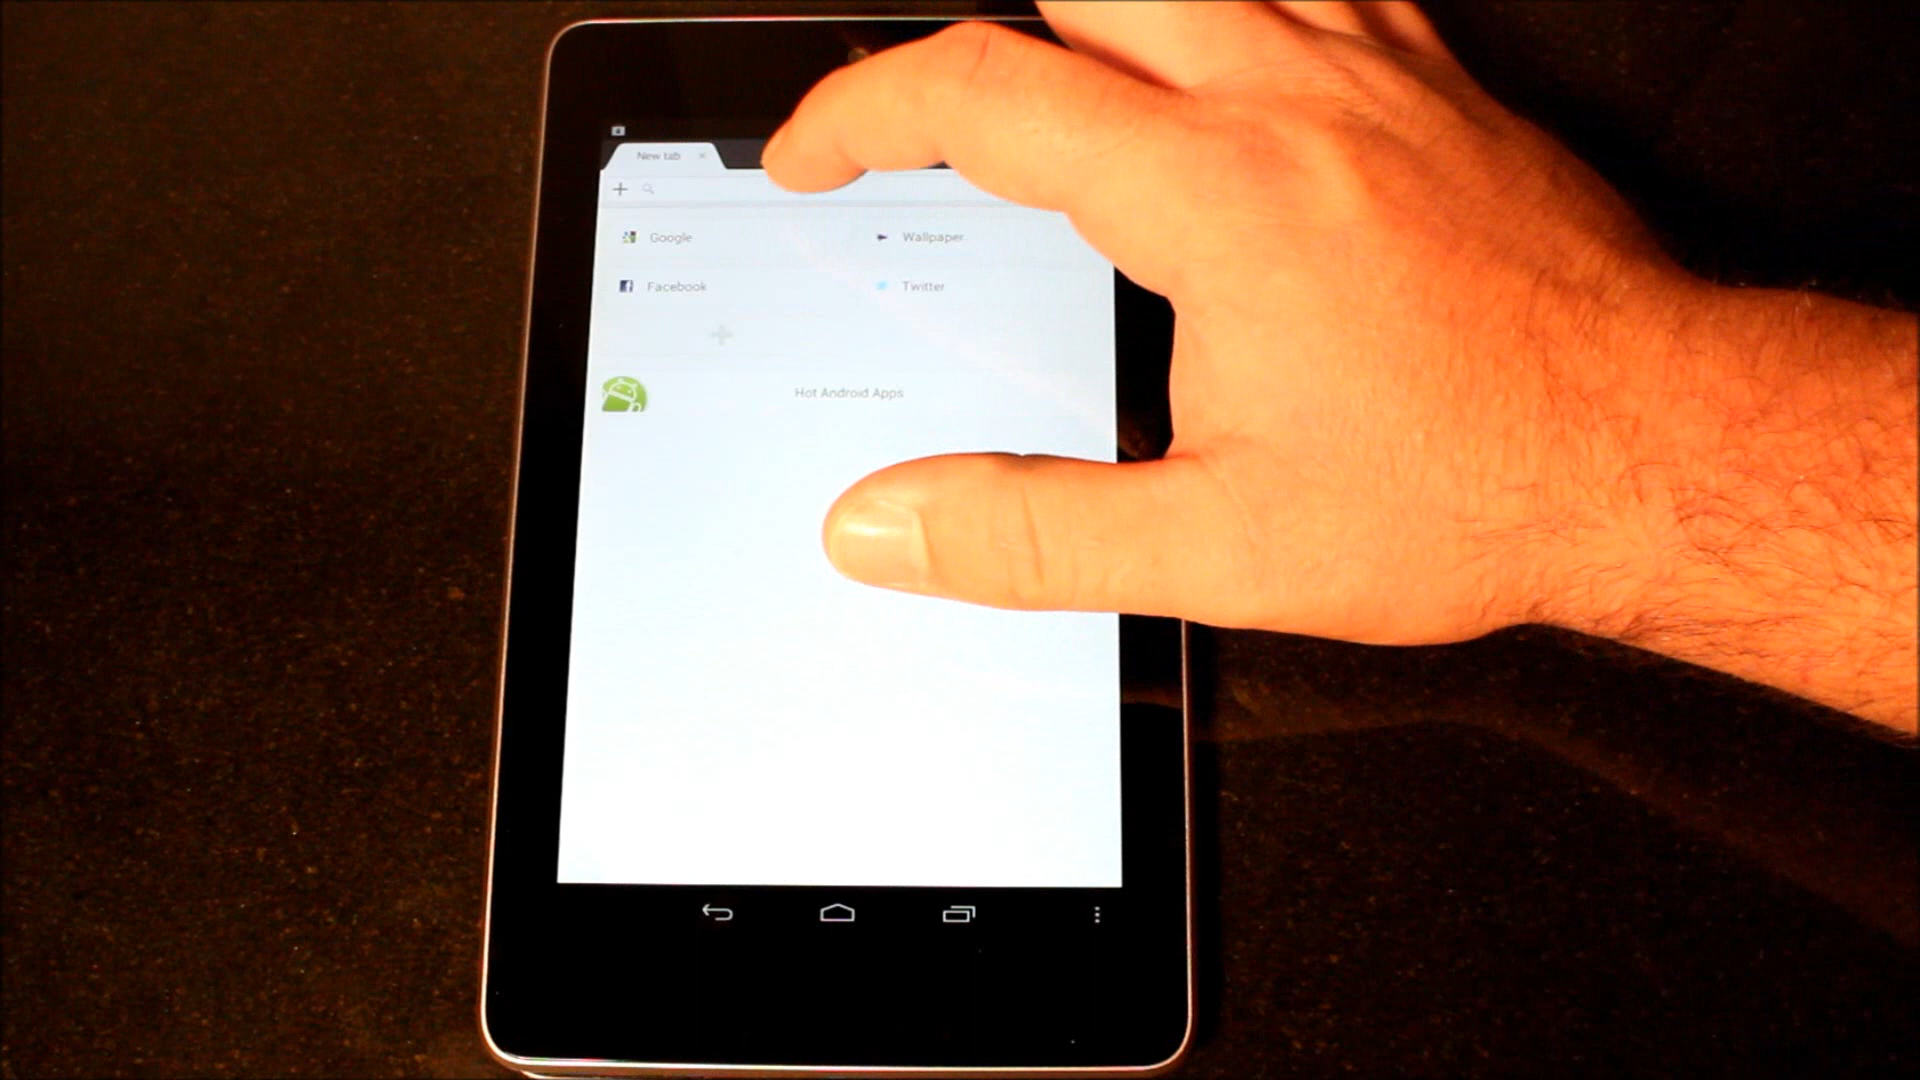 New tab
Google
Wallpaper
Facebook
Twitter
Hot Android Apps